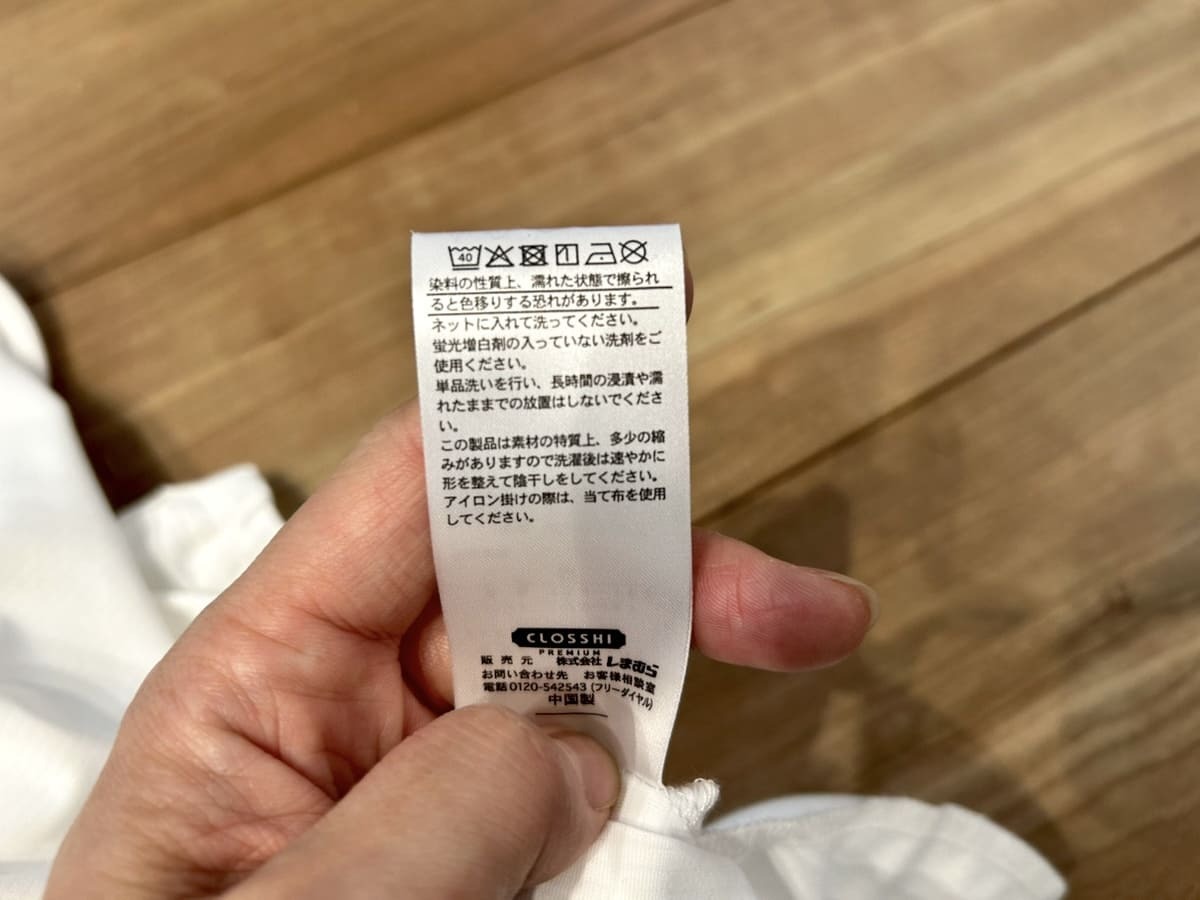 40
染料の性質上、濡れた状態で擦られ
ると色移りする恐れがあります。
ネットに入れて洗ってください。
蛍光増白剤の入っていない洗剤をご
使用ください。
単品洗いを行い、長時間の浸漬や濡
れたままでの放置はしないでくださ
い。
この製品は素材の特質上、多少の縮
みがありますので洗濯後は速やかに
形を整えて陰干しをしてください。
アイロン掛けの際は、当て布を使用
してください。
CLOSSHI
PREMIUM
販売元 株式会社しまむら
お問い合わせ先 お客様相談室
電話0120-542543 (フリーダイヤル)
中国製